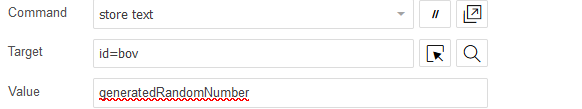 Command store text //
Target id=bov
Value generatedRandomNumber